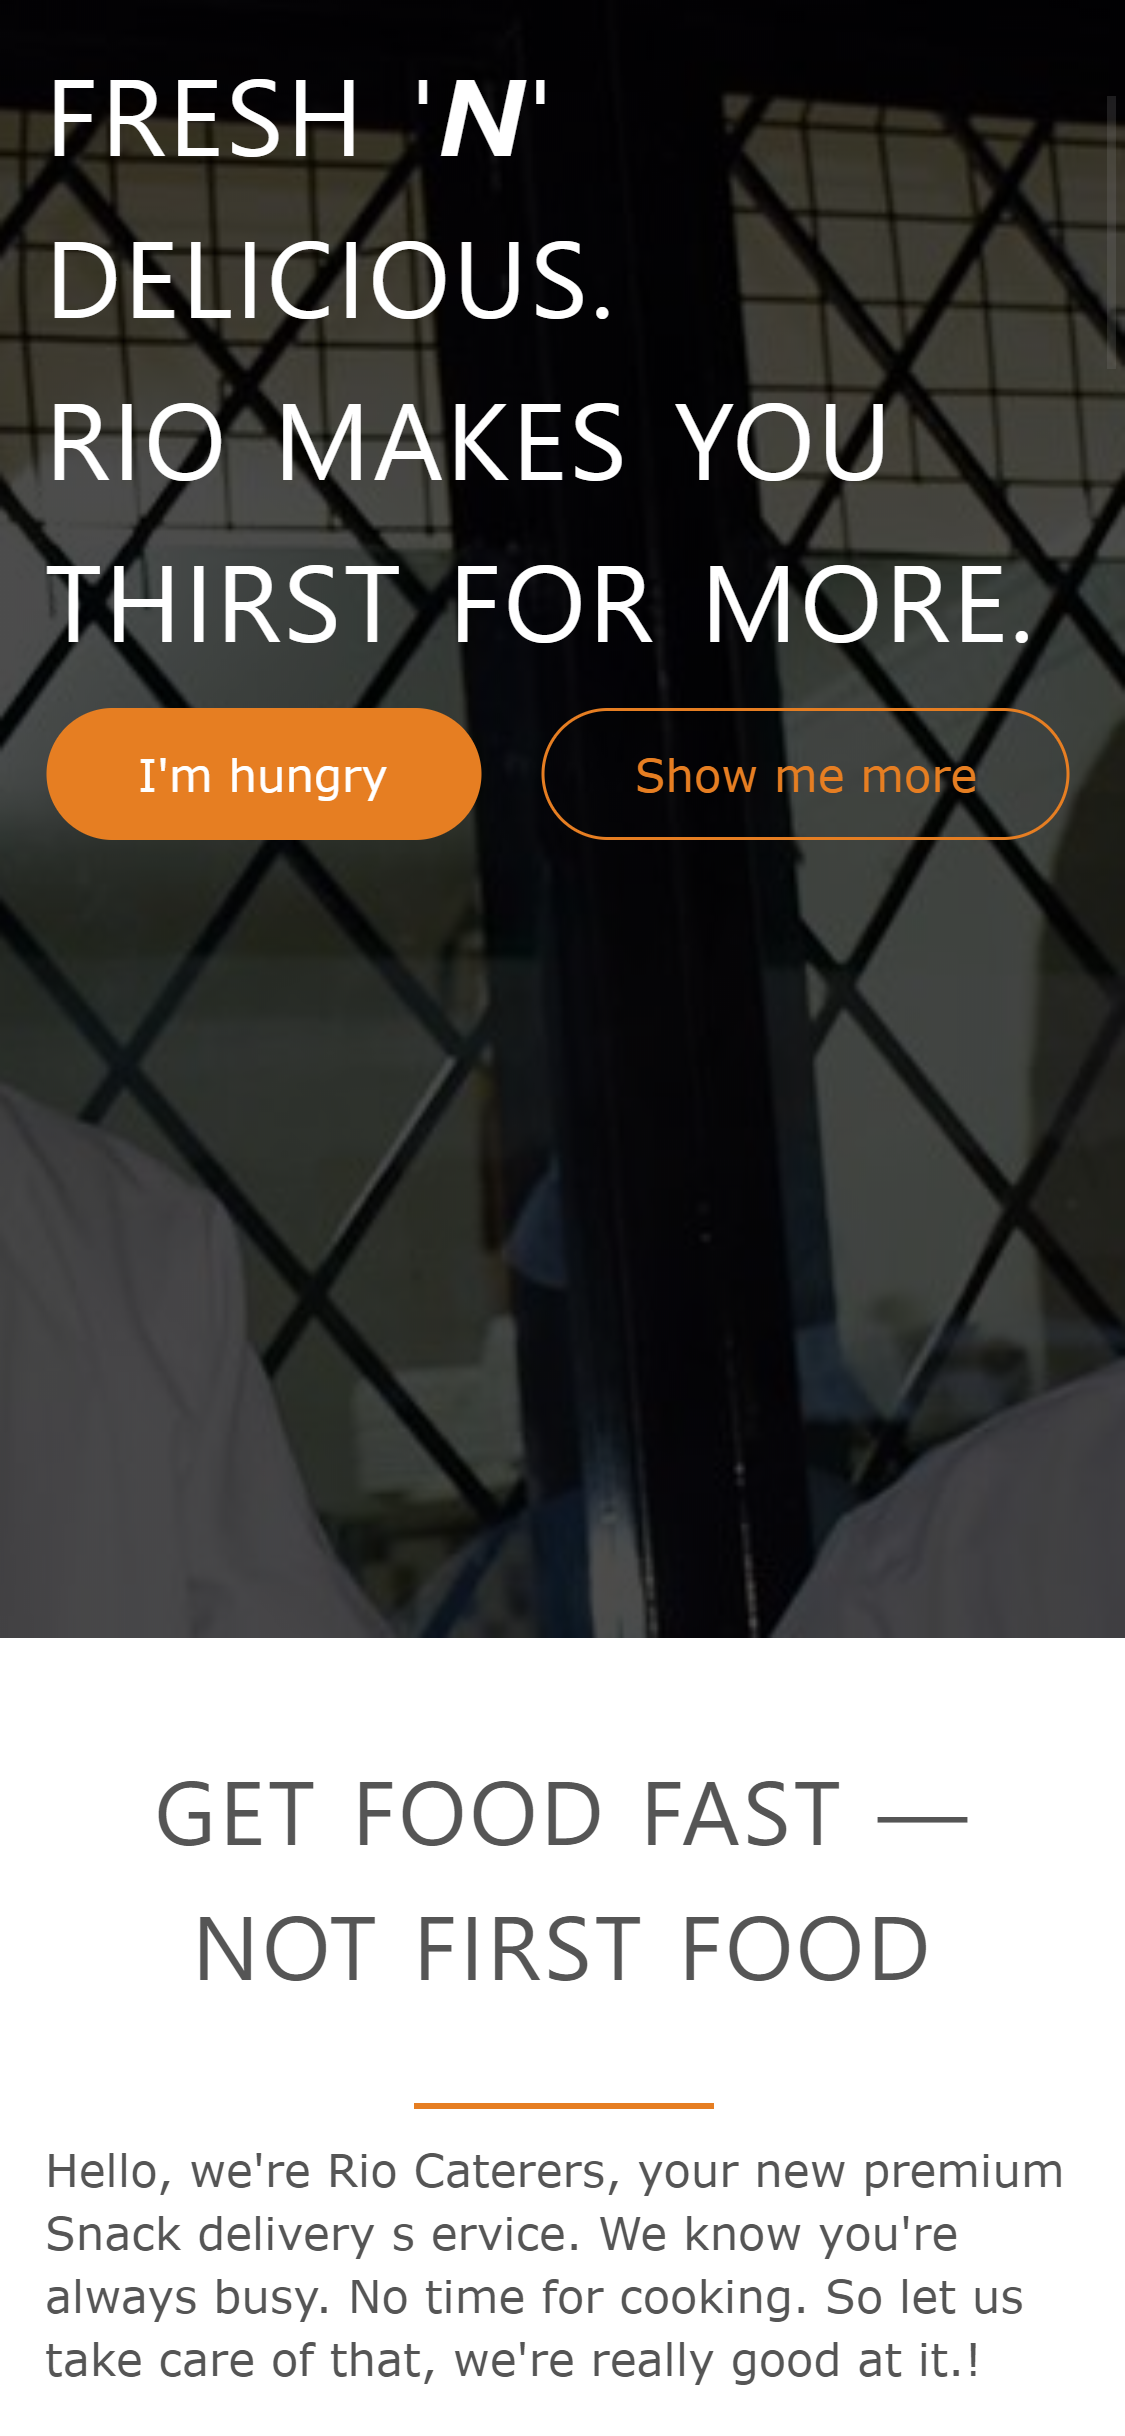 FRESH 'N'
DELICIOUS.
RIO MAKES YOU
THIRST FOR MORE.
I'm hungry
Show me more
GET FOOD FAST —
NOT FIRST FOOD
Hello, we're Rio Caterers, your new premium
Snack delivery s ervice. We know you're
always busy. No time for cooking. So let us
take care of that, we're really good at it.!